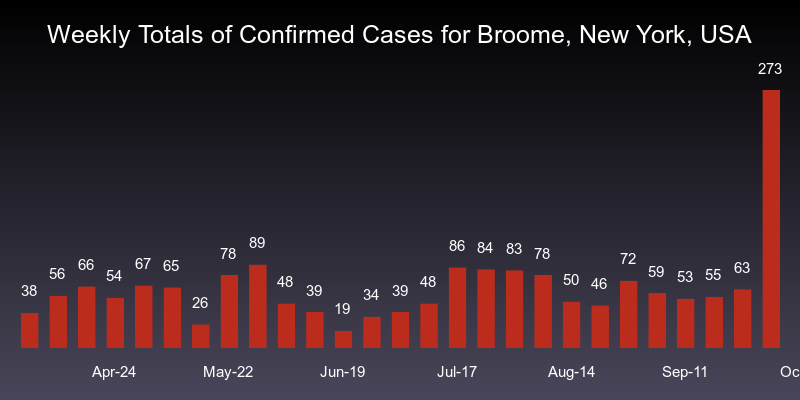 Weekly Totals of Confirmed Cases for Broome, New York, USA
38 56 66 54 67 65 26 78 89 48 39 19 34 39 48 86 84 83 78 50 46 72 59 53 55 63 273
Apr-24 May-22 Jun-19 Jul-17 Aug-14 Sep-11 Oc